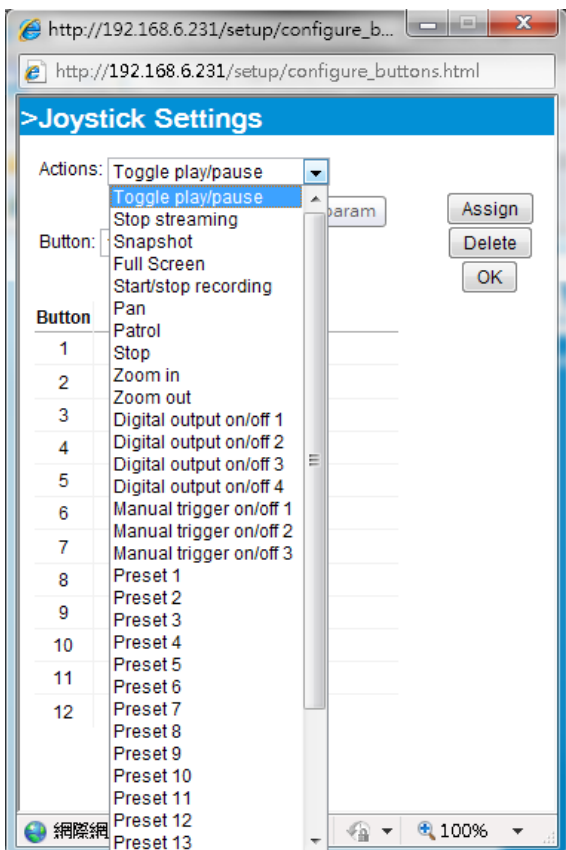 http://192.168.6.231/setup/configure_b...
http://192.168.6.231/setup/configure_buttons.html
>Joystick Settings
Actions: Toggle play/pause
Toggle play/pause
param
Assign
Stop streaming
Button: Snapshot
Delete
Full Screen
OK
Start/stop recording
Button
Pan
Patrol
1
Stop
2
Zoom in
Zoom out
3
Digital output on/off 1
4
Digital output on/off 2
Digital output on/off 3
5
Digital output on/off 4
6
Manual trigger on/off 1
Manual trigger on/off 2
7
Manual trigger on/off 3
8
Preset 1
Preset 2
9
Preset 3
10
Preset 4
Preset 5
11
Preset 6
12
Preset 7
Preset 8
Preset 9
Preset 10
Preset 11
Preset 12
網際網
100%
Preset 13